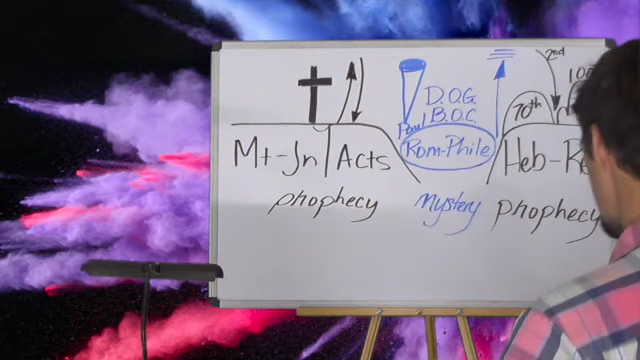 2nd
100
D.O.G.
70th
Paul
B.O.C.
Mt-Jn
Acts
Rom-Phile
Heb-Re
prophecy
mystery
prophecy